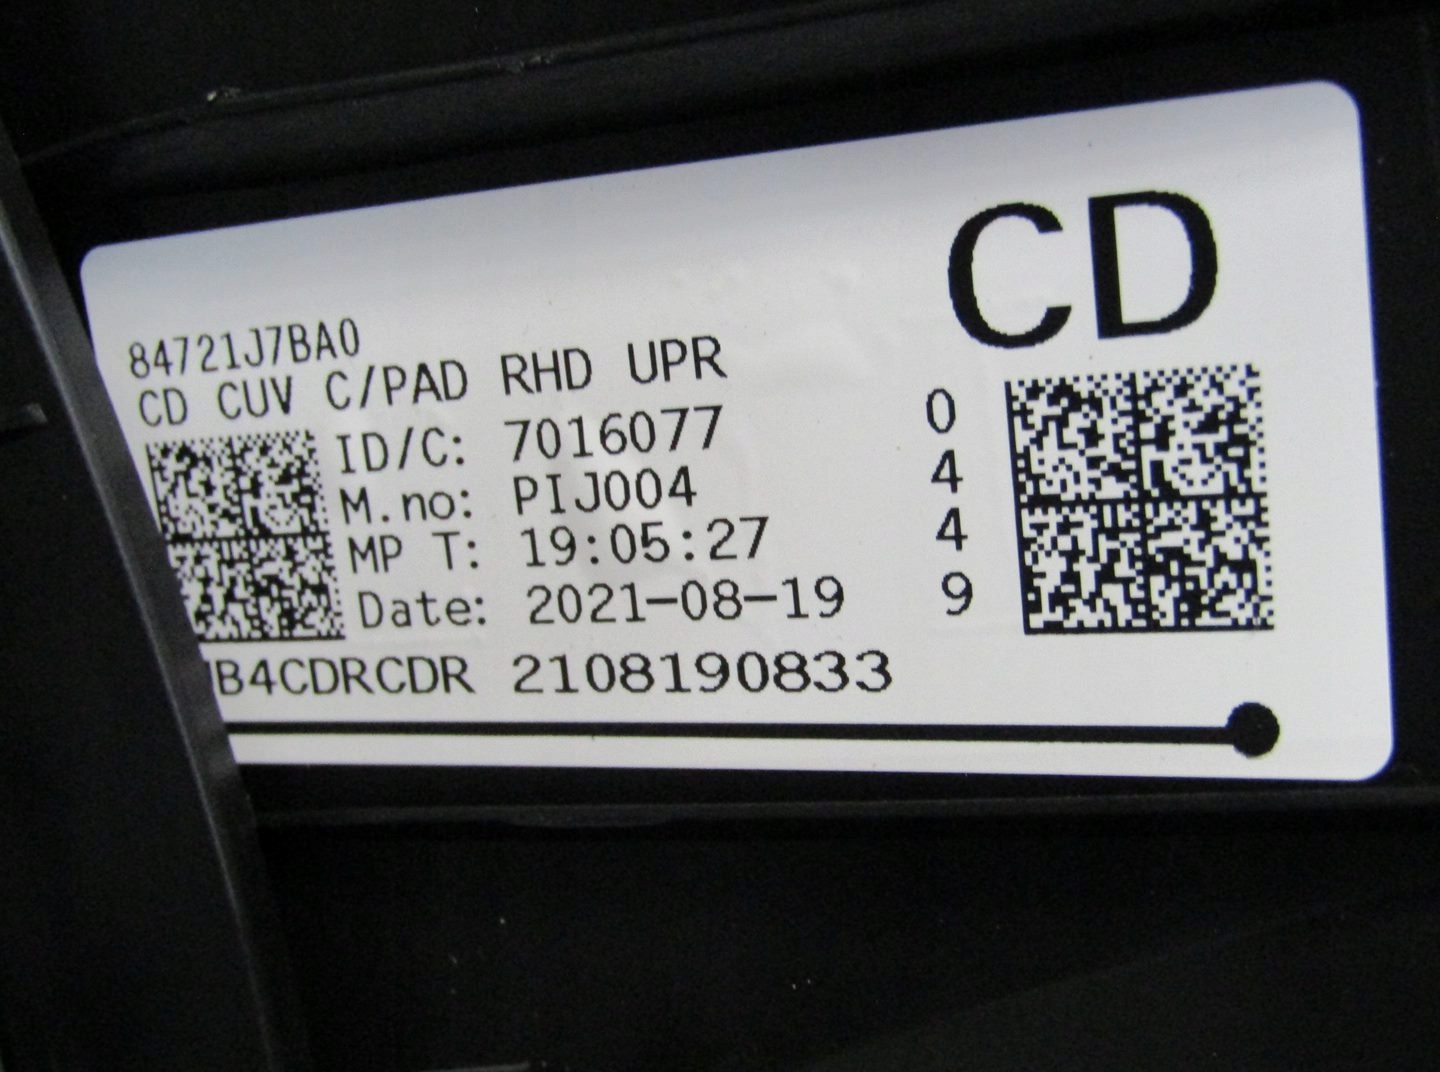 CD
84721J7BA0
CD CUV C/PAD RHD UPR
ID/C: 7016077
M.no: PIJ004
MP T: 19:05:27
Date: 2021-08-19
0
4
4
9
B4CDRCDR 2108190833